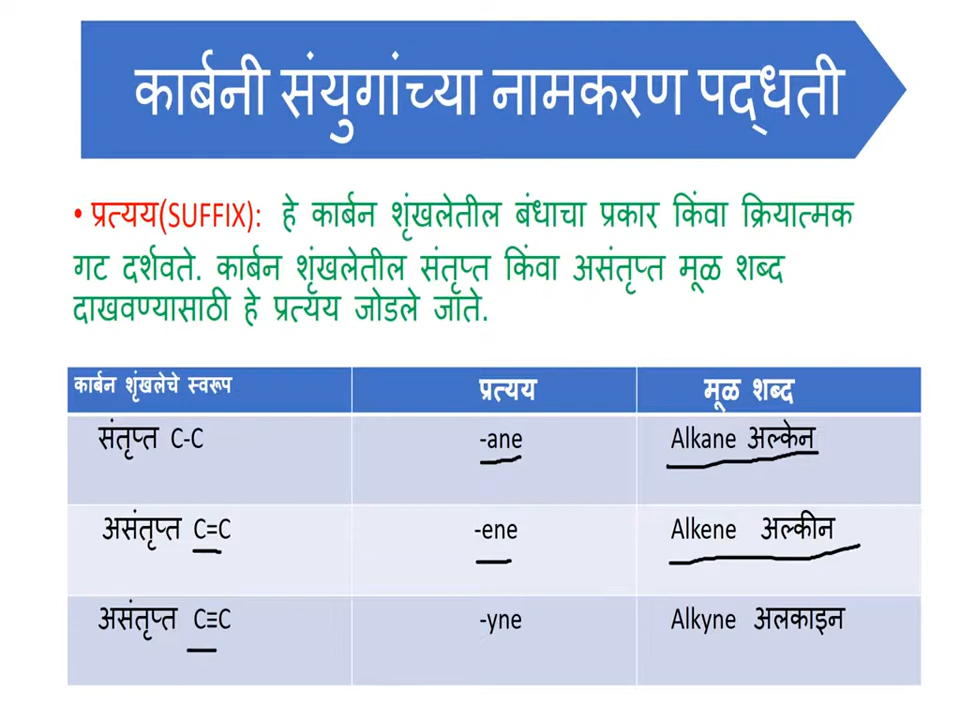 कार्बनी संयुगांच्या नामकरण पद्धती
• प्रत्यय(SUFFIX): हे कार्बन शृंखलेतील बंधाचा प्रकार किंवा क्रियात्मक
गट दर्शवते. कार्बन शृंखलेतील संतृप्त किंवा असंतृप्त मूळ शब्द
दाखवण्यासाठी हे प्रत्यय जोडले जाते.
कार्बन शृंखलेचे स्वरूप प्रत्यय मूळ शब्द
संतृप्त C-C -ane Alkane अल्केन
असंतृप्त C=C -ene Alkene अल्कीन
असंतृप्त C≡C -yne Alkyne अलकाइन